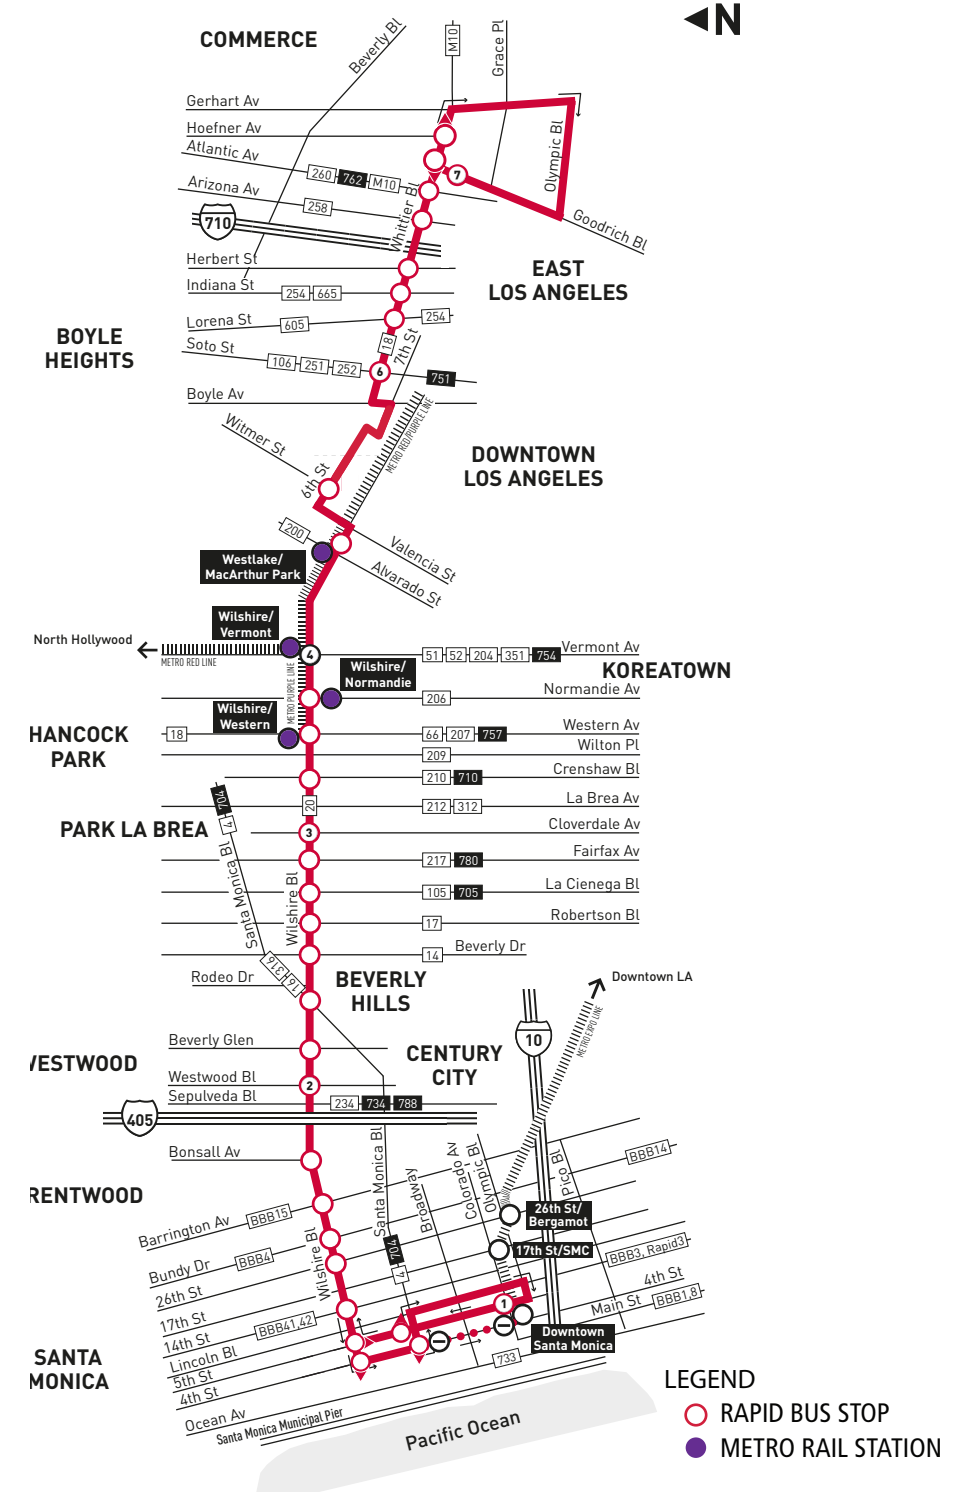 N
COMMERCE
Beverly Bl
M10
Grace Pl
Gerhart Av
Hoefner Av
Atlantic Av
260
762
M10
7
Olympic Bl
Arizona Av
258
Whittier Bl
710
Goodrich Bl
Herbert St
EAST
LOS ANGELES
Indiana St
254
665
Lorena St
605
254
BOYLE
HEIGHTS
Soto St
106
251
252
18
7th St
6
751
Boyle Av
METRO RED/PURPLE LINE
Witmer St
DOWNTOWN
LOS ANGELES
6th St
200
Valencia St
Alvarado St
Westlake/
MacArthur Park
Wilshire/
Vermont
North Hollywood
METRO RED LINE
4
51
52
204
351
754
Vermont Av
KOREATOWN
METRO PURPLE LINE
Wilshire/
Normandie
206
Normandie Av
Wilshire/
Western
HANCOCK
PARK
18
66
207
757
Western Av
209
Wilton Pl
210
710
Crenshaw Bl
704
4
20
212
312
La Brea Av
PARK LA BREA
3
Cloverdale Av
Santa Monica Bl
217
780
Fairfax Av
Wilshire Bl
105
705
La Cienega Bl
17
Robertson Bl
14
Beverly Dr
16/316
16
Rodeo Dr
BEVERLY
HILLS
Downtown LA
METRO EXPO LINE
10
Beverly Glen
CENTURY
CITY
VESTWOOD
Westwood Bl
2
Sepulveda Bl
234
734
788
405
Bonsall Av
Santa Monica Bl
Broadway
Colorado Av
Olympic Bl
Pico Bl
BBB14
RENTWOOD
Barrington Av
BBB15
26th St/
Bergamot
Bundy Dr
BBB4
Wilshire Bl
704
4
17th St/SMC
BBB3, Rapid3
26th St
17th St
14th St
BBB41,42
1
4th St
Main St
BBB1,8
Lincoln Bl
5th St
4th St
Downtown
Santa Monica
733
SANTA
MONICA
Ocean Av
Santa Monica Municipal Pier
Pacific Ocean
LEGEND
RAPID BUS STOP
METRO RAIL STATION